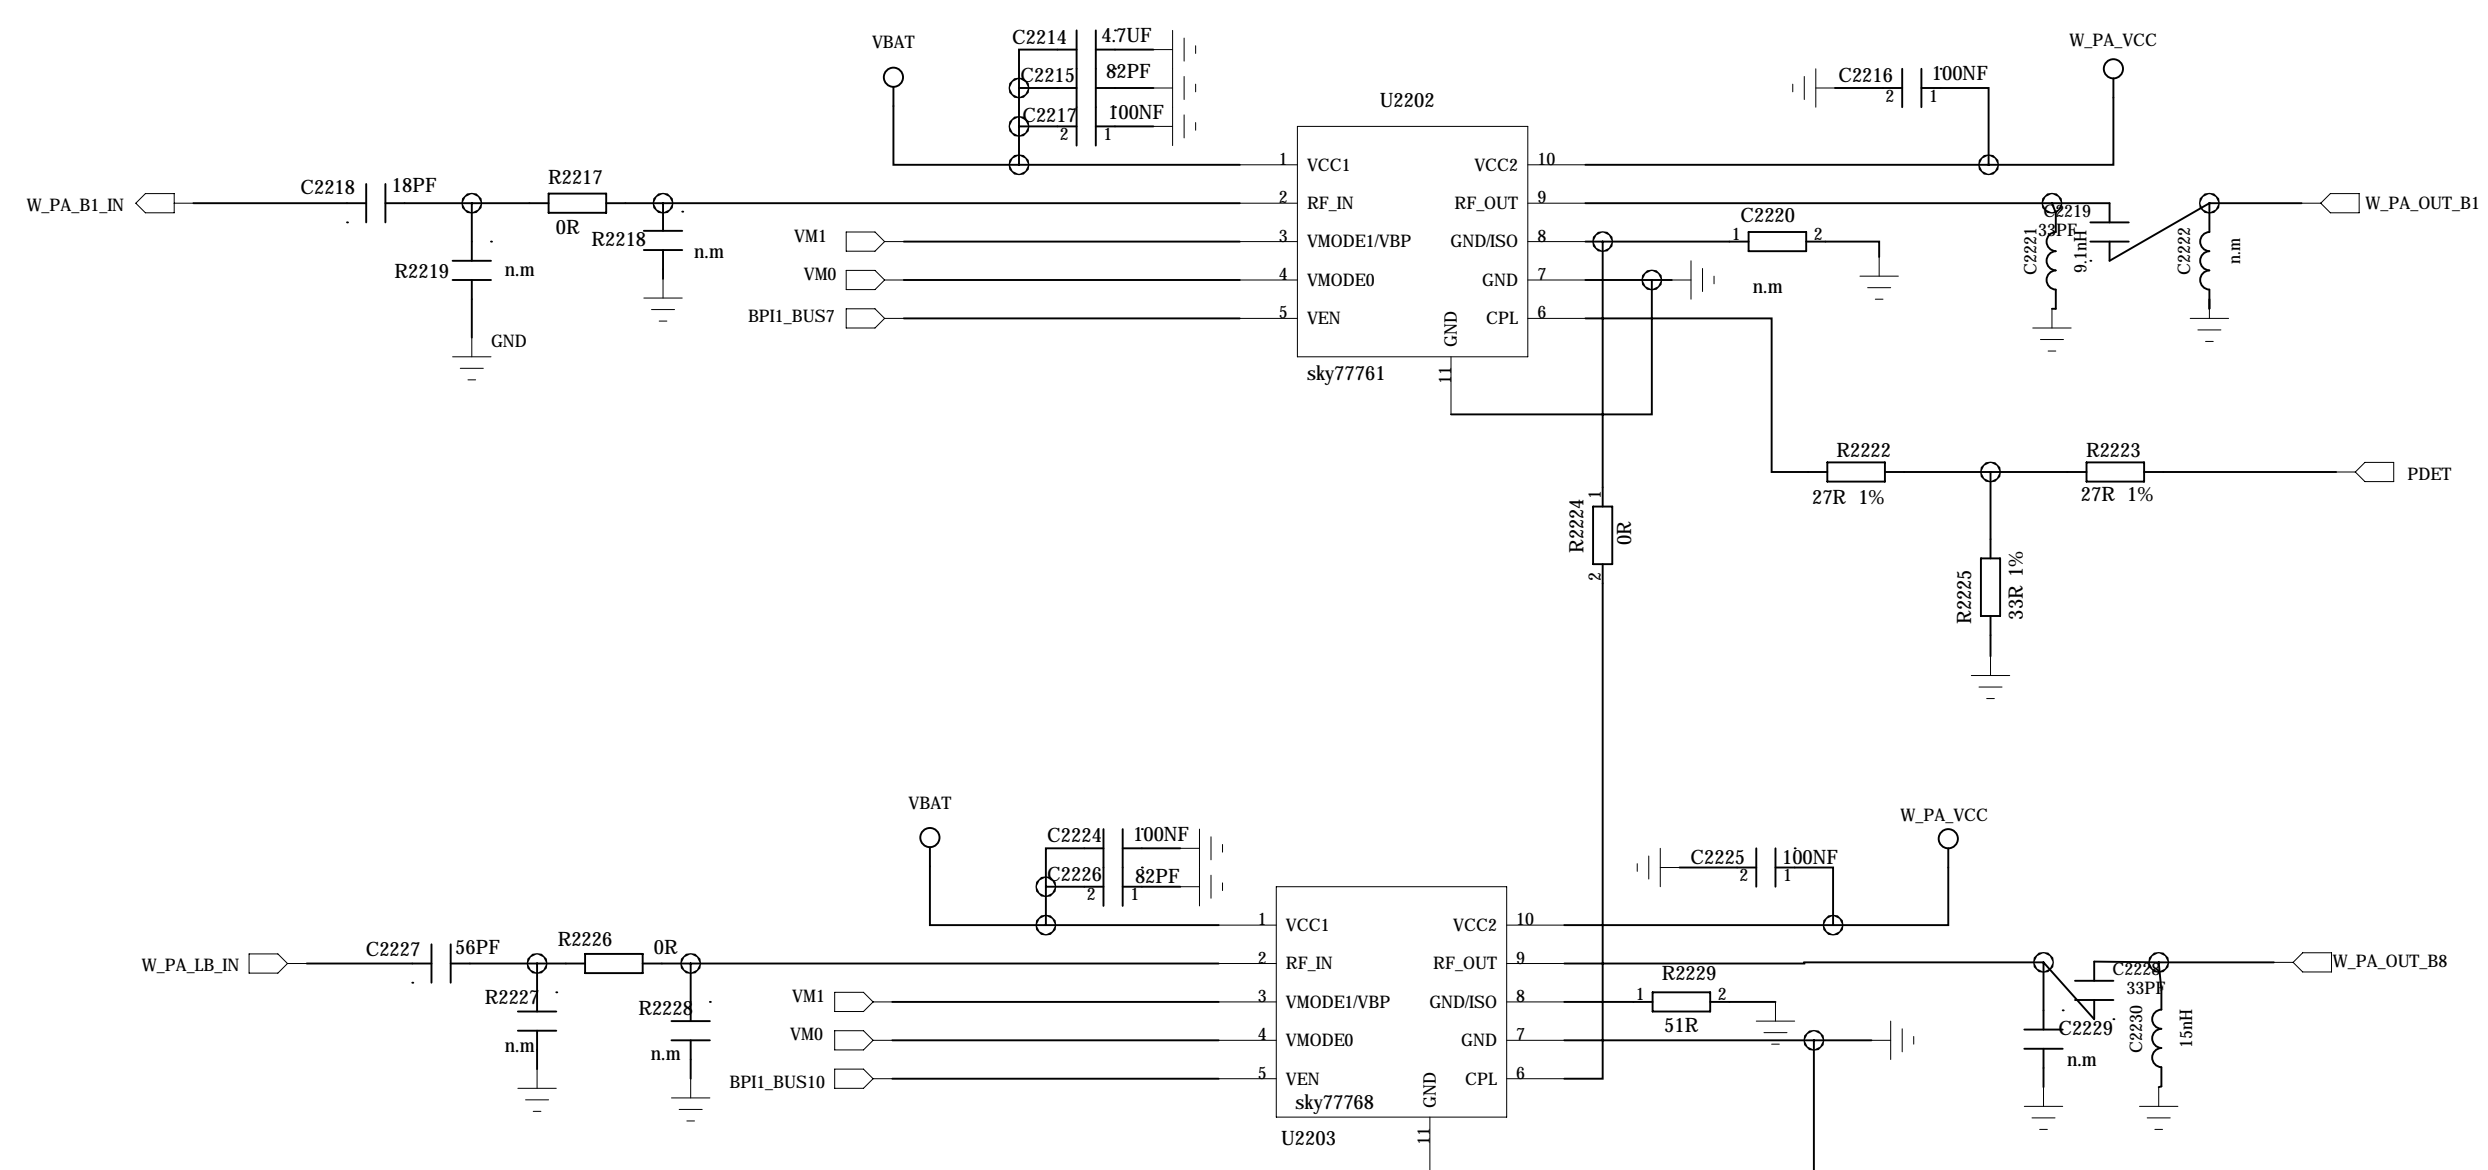 VBAT
C2214 4.7UF
C2215 82PF
C2217 100NF
2 1
U2202
C2216 100NF
2 1
W_PA_VCC
1 VCC1 VCC2 10
2 RF_IN RF_OUT 9
3 VMODE1/VBP GND/ISO 8
4 VMODE0 GND 7
5 VEN CPL 6
GND
11
sky77761
W_PA_B1_IN
C2218 18PF
R2217
0R
R2218
n.m
R2219 n.m
GND
VM1
VM0
BPI1_BUS7
C2220
1 2
n.m
C2219
33PF
C2221
9.1nH
C2222
n.m
W_PA_OUT_B1
R2222
27R 1%
R2223
27R 1%
PDET
R2224
0R
1
2
R2225
33R 1%
VBAT
C2224 100NF
C2226 82PF
2 1
C2225 100NF
2 1
W_PA_VCC
1 VCC1 VCC2 10
2 RF_IN RF_OUT 9
3 VMODE1/VBP GND/ISO 8
4 VMODE0 GND 7
5 VEN CPL 6
GND
11
sky77768
U2203
W_PA_LB_IN
C2227 56PF
R2226 0R
R2227
n.m
R2228
n.m
VM1
VM0
BPI1_BUS10
R2229
1 2
51R
C2228
33PF
C2229
n.m
C2230
15nH
W_PA_OUT_B8